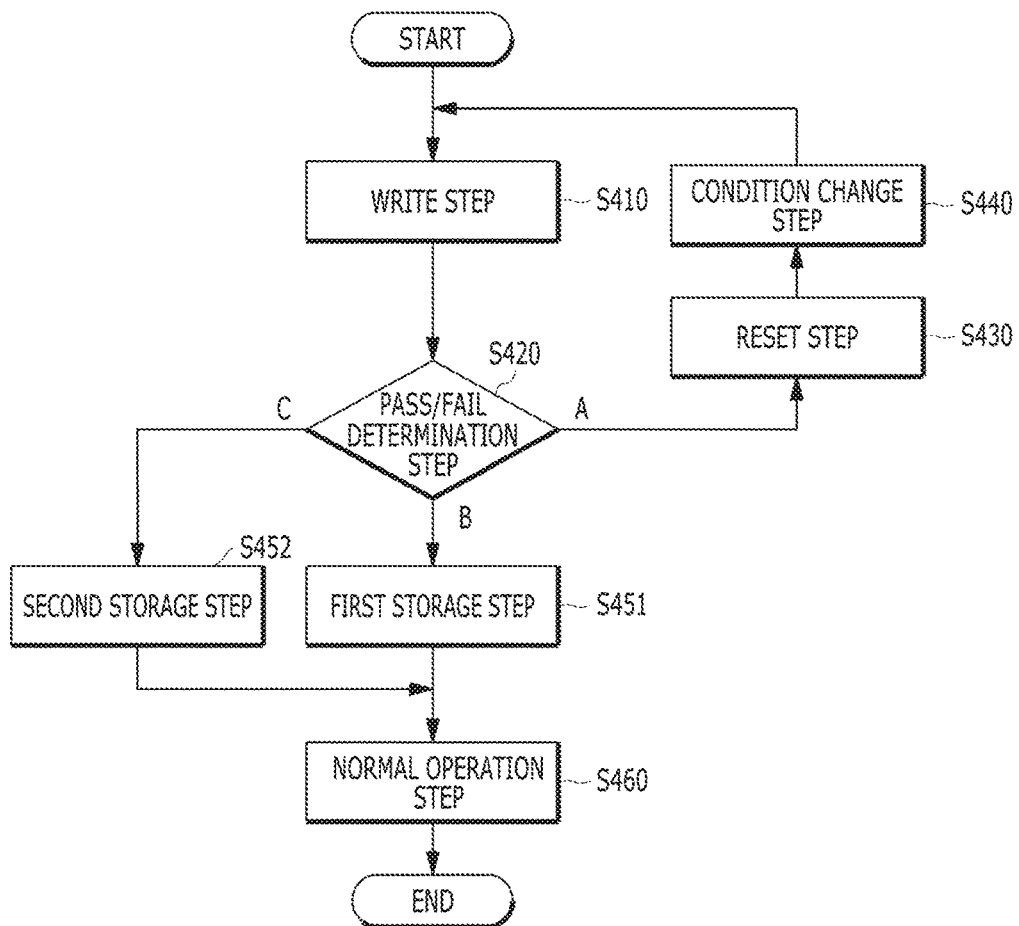 START
WRITE STEP
S410
CONDITION CHANGE
STEP
S440
RESET STEP
S430
S420
C
PASS/FAIL
DETERMINATION
STEP
A
B
S452
SECOND STORAGE STEP
FIRST STORAGE STEP
S451
NORMAL OPERATION
STEP
S460
END